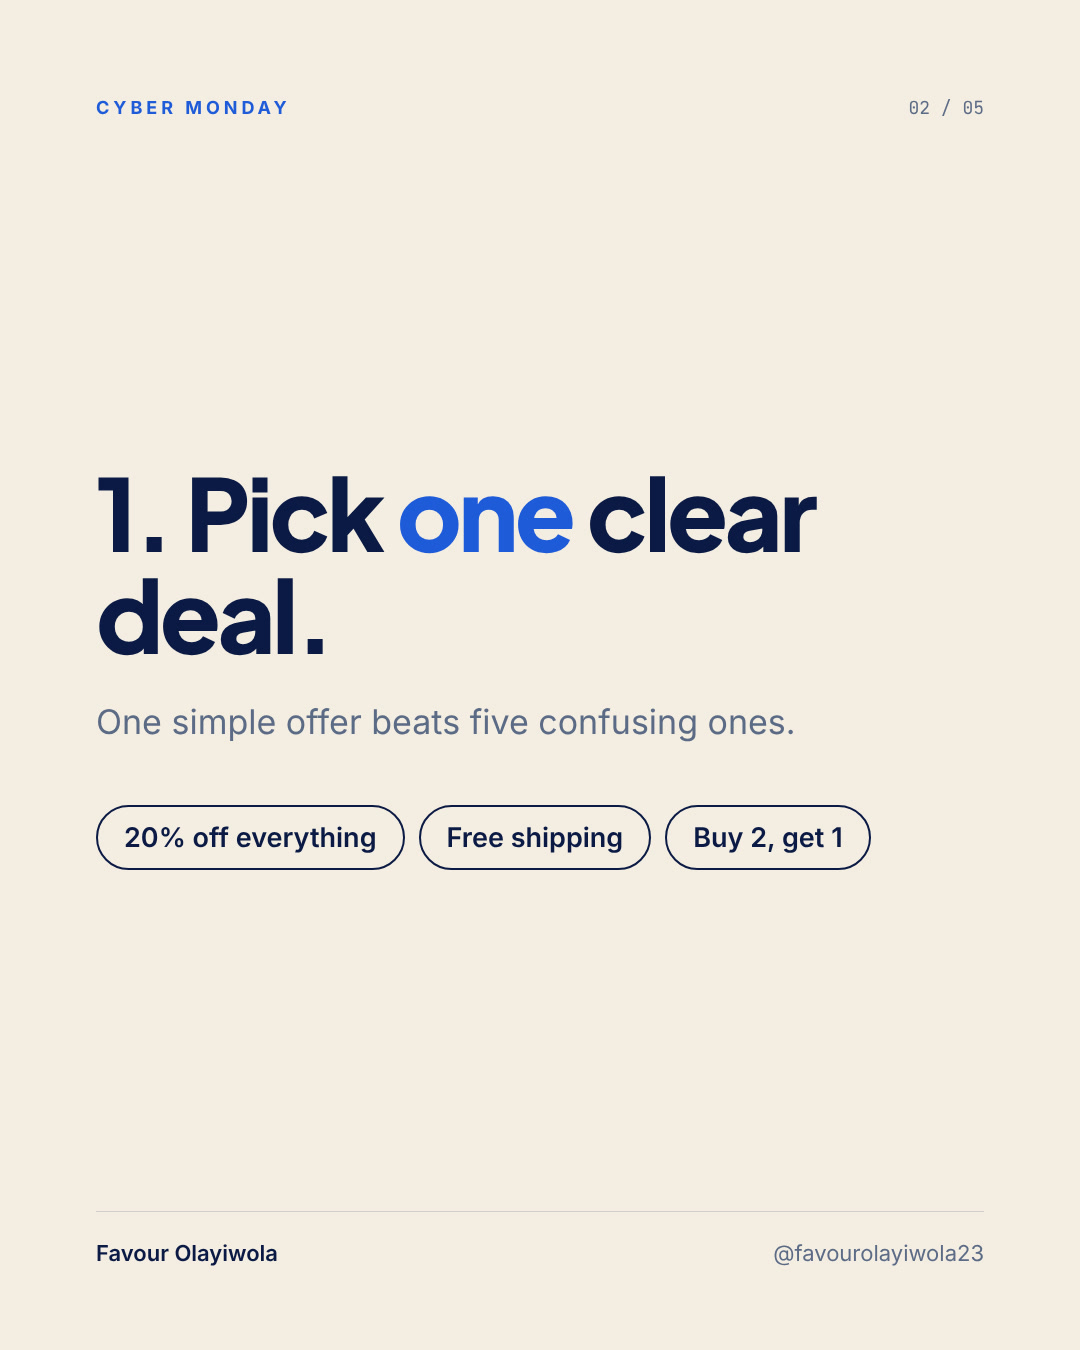 CYBER MONDAY
02 / 05
1. Pick one clear
deal.
One simple offer beats five confusing ones.
20% off everything
Free shipping
Buy 2, get 1
Favour Olayiwola
@favourolayiwola23